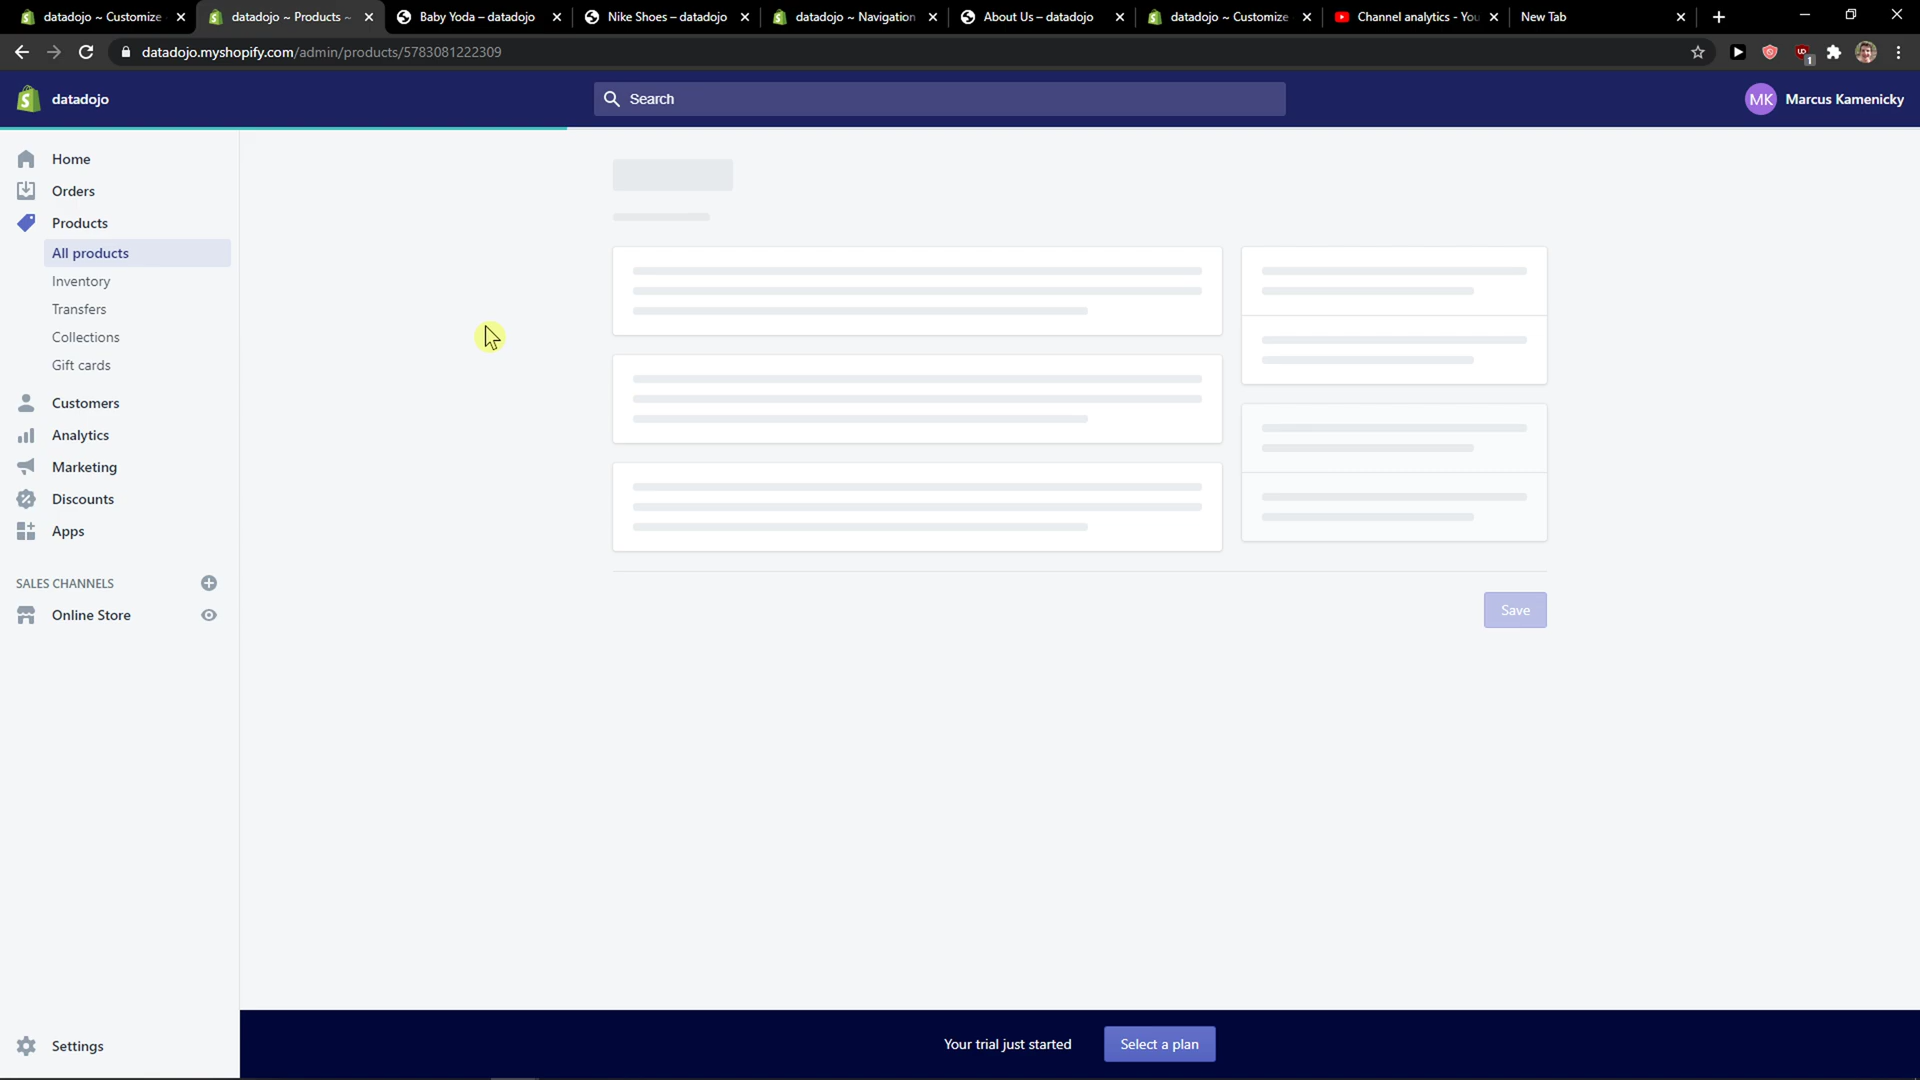 datadojo ~ Customize
datadojo ~ Products ~
Baby Yoda – datadojo
Nike Shoes – datadojo
datadojo ~ Navigation
About Us – datadojo
datadojo ~ Customize
Channel analytics - You
New Tab
datadojo.myshopify.com/admin/products/5783081222309
1
datadojo
Search
MK Marcus Kamenicky
Home
Orders
Products
All products
Inventory
Transfers
Collections
Gift cards
Customers
Analytics
Marketing
Discounts
Apps
SALES CHANNELS
Online Store
Save
Settings
Your trial just started
Select a plan